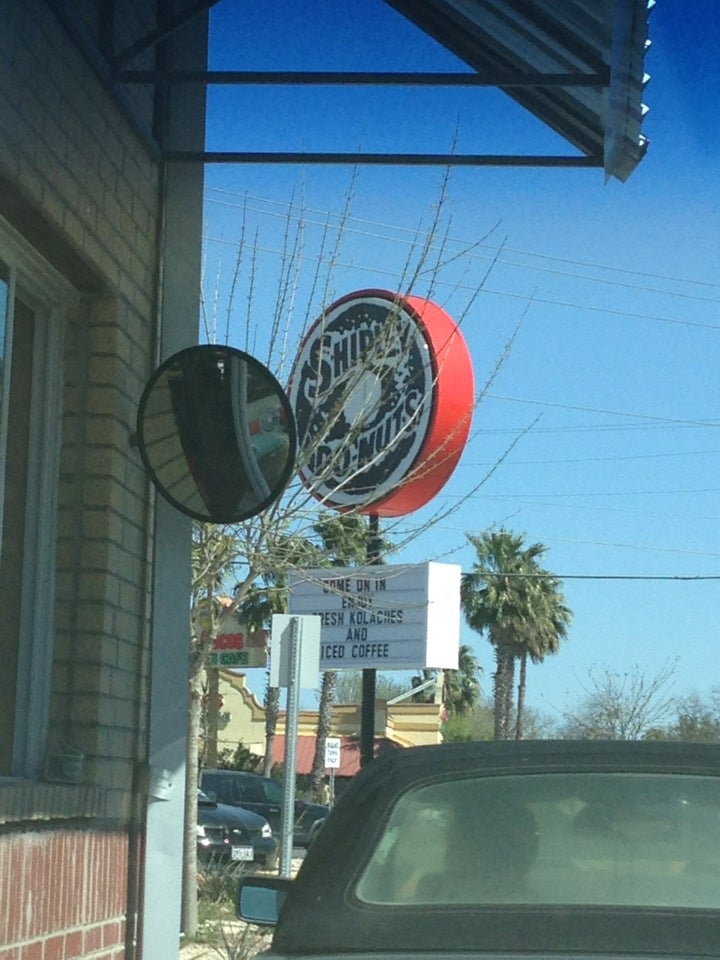 SHIPLEY
DO-NUTS
COME ON IN
ENJOY
FRESH KOLACHES
AND
ICED COFFEE